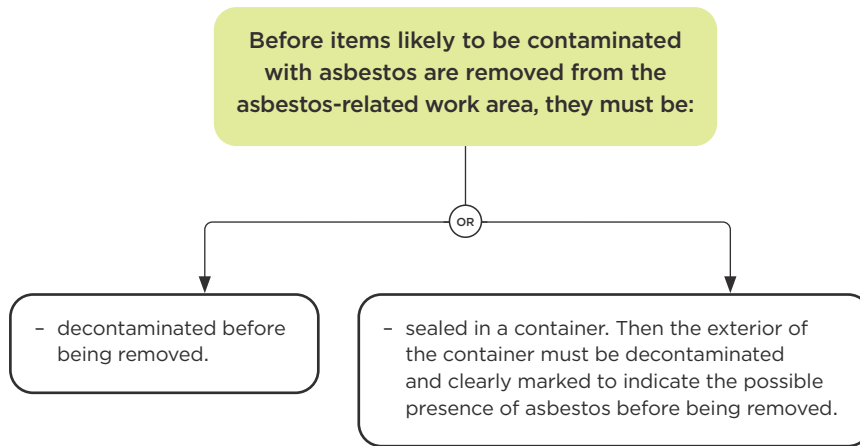 Before items likely to be contaminated
with asbestos are removed from the
asbestos-related work area, they must be:
OR
– decontaminated before
being removed.
– sealed in a container. Then the exterior of
the container must be decontaminated
and clearly marked to indicate the possible
presence of asbestos before being removed.